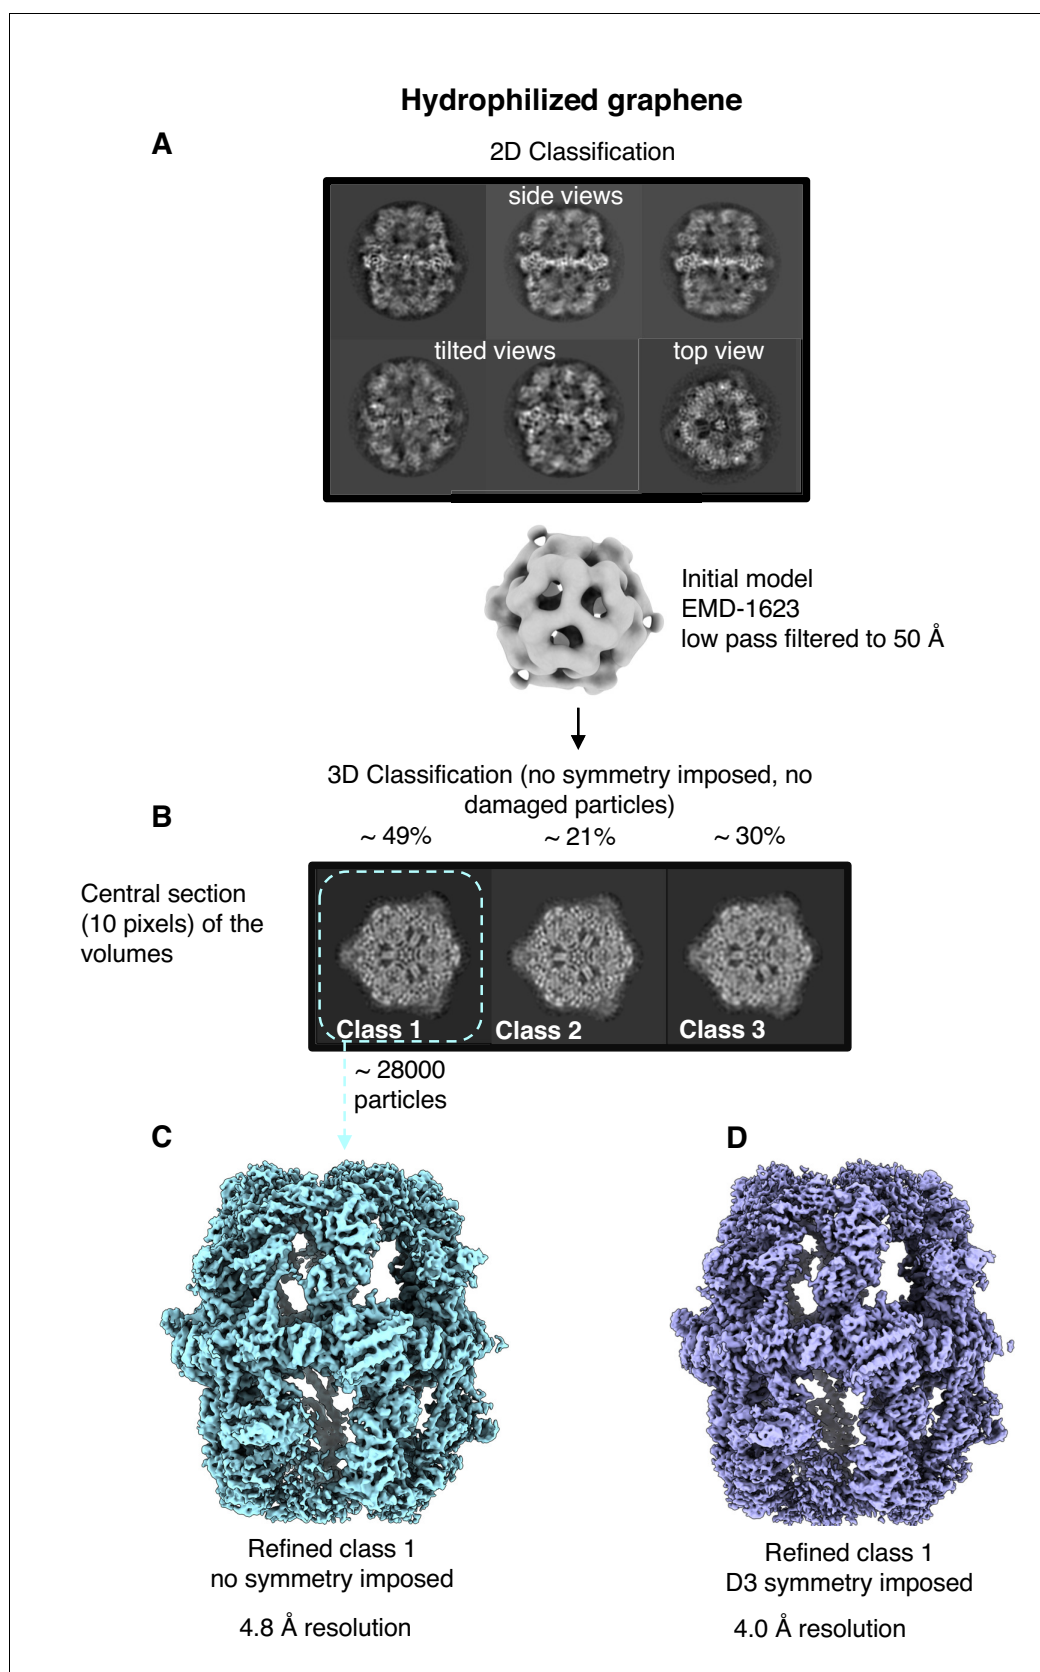 Hydrophilized graphene
A
2D Classification
side views
tilted views
top view
Initial model
EMD-1623
low pass filtered to 50 Å
3D Classification (no symmetry imposed, no
damaged particles)
B
~ 49%
~ 21%
~ 30%
Central section
(10 pixels) of the
volumes
Class 1
Class 2
Class 3
~ 28000
particles
C
D
Refined class 1
no symmetry imposed
4.8 Å resolution
Refined class 1
D3 symmetry imposed
4.0 Å resolution